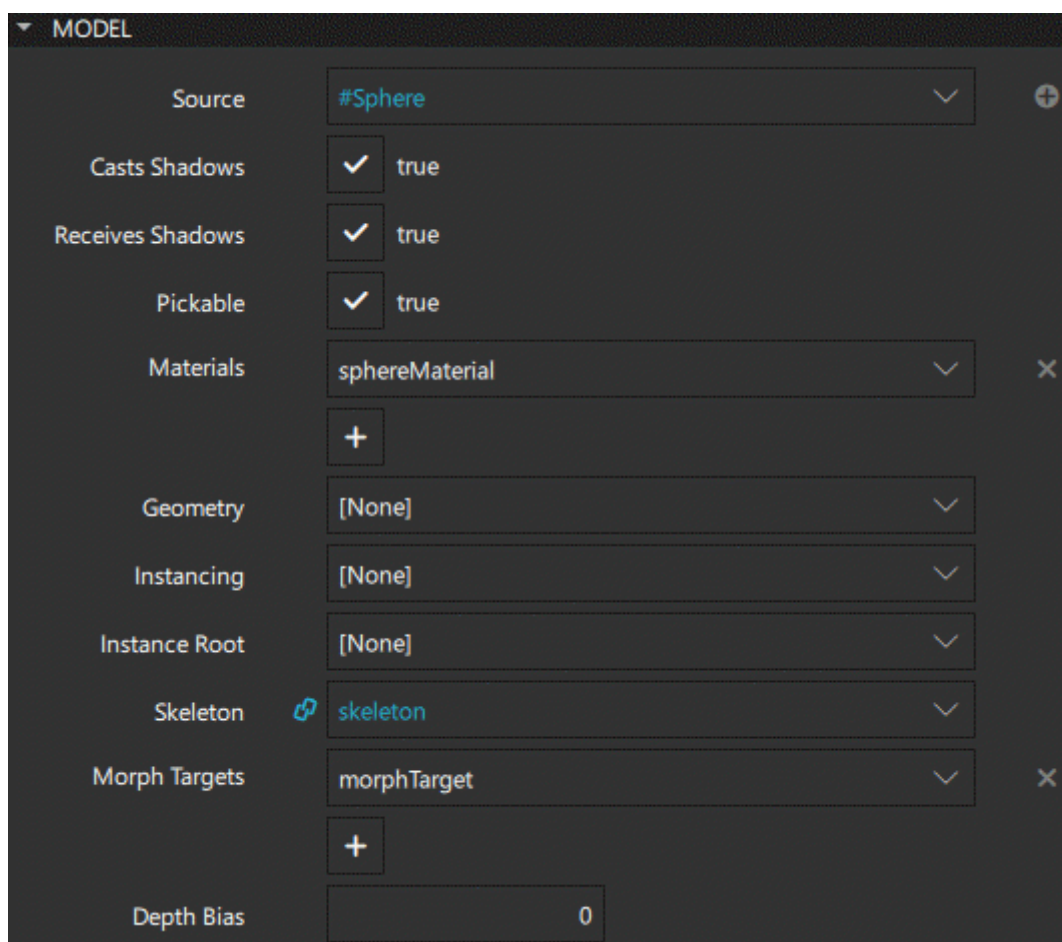 MODEL
Source #Sphere
Casts Shadows true
Receives Shadows true
Pickable true
Materials sphereMaterial
Geometry [None]
Instancing [None]
Instance Root [None]
Skeleton skeleton
Morph Targets morphTarget
Depth Bias 0